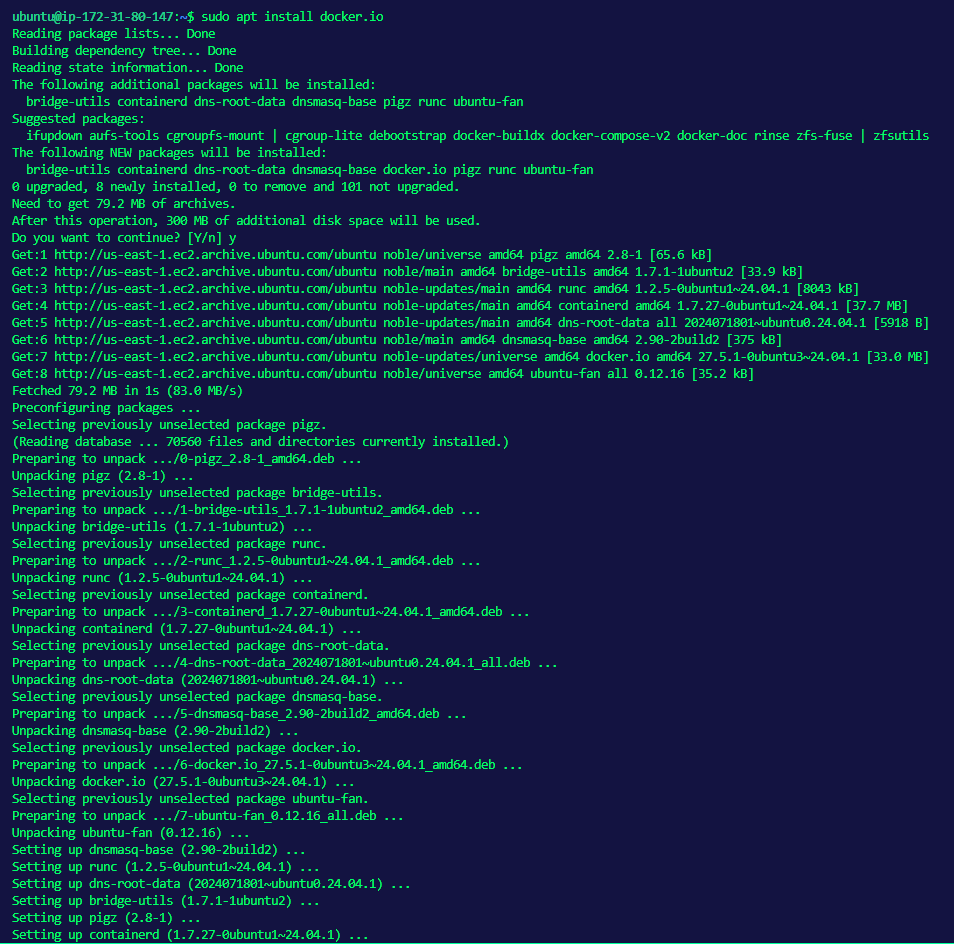 ubuntu@ip-172-31-80-147:~$ sudo apt install docker.io
Reading package lists... Done
Building dependency tree... Done
Reading state information... Done
The following additional packages will be installed:
  bridge-utils containerd dns-root-data dnsmasq-base pigz runc ubuntu-fan
Suggested packages:
  ifupdown aufs-tools cgroupfs-mount | cgroup-lite debootstrap docker-buildx docker-compose-v2 docker-doc rinse zfs-fuse | zfsutils
The following NEW packages will be installed:
  bridge-utils containerd dns-root-data dnsmasq-base docker.io pigz runc ubuntu-fan
0 upgraded, 8 newly installed, 0 to remove and 101 not upgraded.
Need to get 79.2 MB of archives.
After this operation, 300 MB of additional disk space will be used.
Do you want to continue? [Y/n] y
Get:1 http://us-east-1.ec2.archive.ubuntu.com/ubuntu noble/universe amd64 pigz amd64 2.8-1 [65.6 kB]
Get:2 http://us-east-1.ec2.archive.ubuntu.com/ubuntu noble/main amd64 bridge-utils amd64 1.7.1-1ubuntu2 [33.9 kB]
Get:3 http://us-east-1.ec2.archive.ubuntu.com/ubuntu noble-updates/main amd64 runc amd64 1.2.5-0ubuntu1~24.04.1 [8043 kB]
Get:4 http://us-east-1.ec2.archive.ubuntu.com/ubuntu noble-updates/main amd64 containerd amd64 1.7.27-0ubuntu1~24.04.1 [37.7 MB]
Get:5 http://us-east-1.ec2.archive.ubuntu.com/ubuntu noble-updates/main amd64 dns-root-data all 2024071801~ubuntu0.24.04.1 [5918 B]
Get:6 http://us-east-1.ec2.archive.ubuntu.com/ubuntu noble/main amd64 dnsmasq-base amd64 2.90-2build2 [375 kB]
Get:7 http://us-east-1.ec2.archive.ubuntu.com/ubuntu noble-updates/universe amd64 docker.io amd64 27.5.1-0ubuntu3~24.04.1 [33.0 MB]
Get:8 http://us-east-1.ec2.archive.ubuntu.com/ubuntu noble/universe amd64 ubuntu-fan all 0.12.16 [35.2 kB]
Fetched 79.2 MB in 1s (83.0 MB/s)
Preconfiguring packages ...
Selecting previously unselected package pigz.
(Reading database ... 70560 files and directories currently installed.)
Preparing to unpack .../0-pigz_2.8-1_amd64.deb ...
Unpacking pigz (2.8-1) ...
Selecting previously unselected package bridge-utils.
Preparing to unpack .../1-bridge-utils_1.7.1-1ubuntu2_amd64.deb ...
Unpacking bridge-utils (1.7.1-1ubuntu2) ...
Selecting previously unselected package runc.
Preparing to unpack .../2-runc_1.2.5-0ubuntu1~24.04.1_amd64.deb ...
Unpacking runc (1.2.5-0ubuntu1~24.04.1) ...
Selecting previously unselected package containerd.
Preparing to unpack .../3-containerd_1.7.27-0ubuntu1~24.04.1_amd64.deb ...
Unpacking containerd (1.7.27-0ubuntu1~24.04.1) ...
Selecting previously unselected package dns-root-data.
Preparing to unpack .../4-dns-root-data_2024071801~ubuntu0.24.04.1_all.deb ...
Unpacking dns-root-data (2024071801~ubuntu0.24.04.1) ...
Selecting previously unselected package dnsmasq-base.
Preparing to unpack .../5-dnsmasq-base_2.90-2build2_amd64.deb ...
Unpacking dnsmasq-base (2.90-2build2) ...
Selecting previously unselected package docker.io.
Preparing to unpack .../6-docker.io_27.5.1-0ubuntu3~24.04.1_amd64.deb ...
Unpacking docker.io (27.5.1-0ubuntu3~24.04.1) ...
Selecting previously unselected package ubuntu-fan.
Preparing to unpack .../7-ubuntu-fan_0.12.16_all.deb ...
Unpacking ubuntu-fan (0.12.16) ...
Setting up dnsmasq-base (2.90-2build2) ...
Setting up runc (1.2.5-0ubuntu1~24.04.1) ...
Setting up dns-root-data (2024071801~ubuntu0.24.04.1) ...
Setting up bridge-utils (1.7.1-1ubuntu2) ...
Setting up pigz (2.8-1) ...
Setting up containerd (1.7.27-0ubuntu1~24.04.1) ...